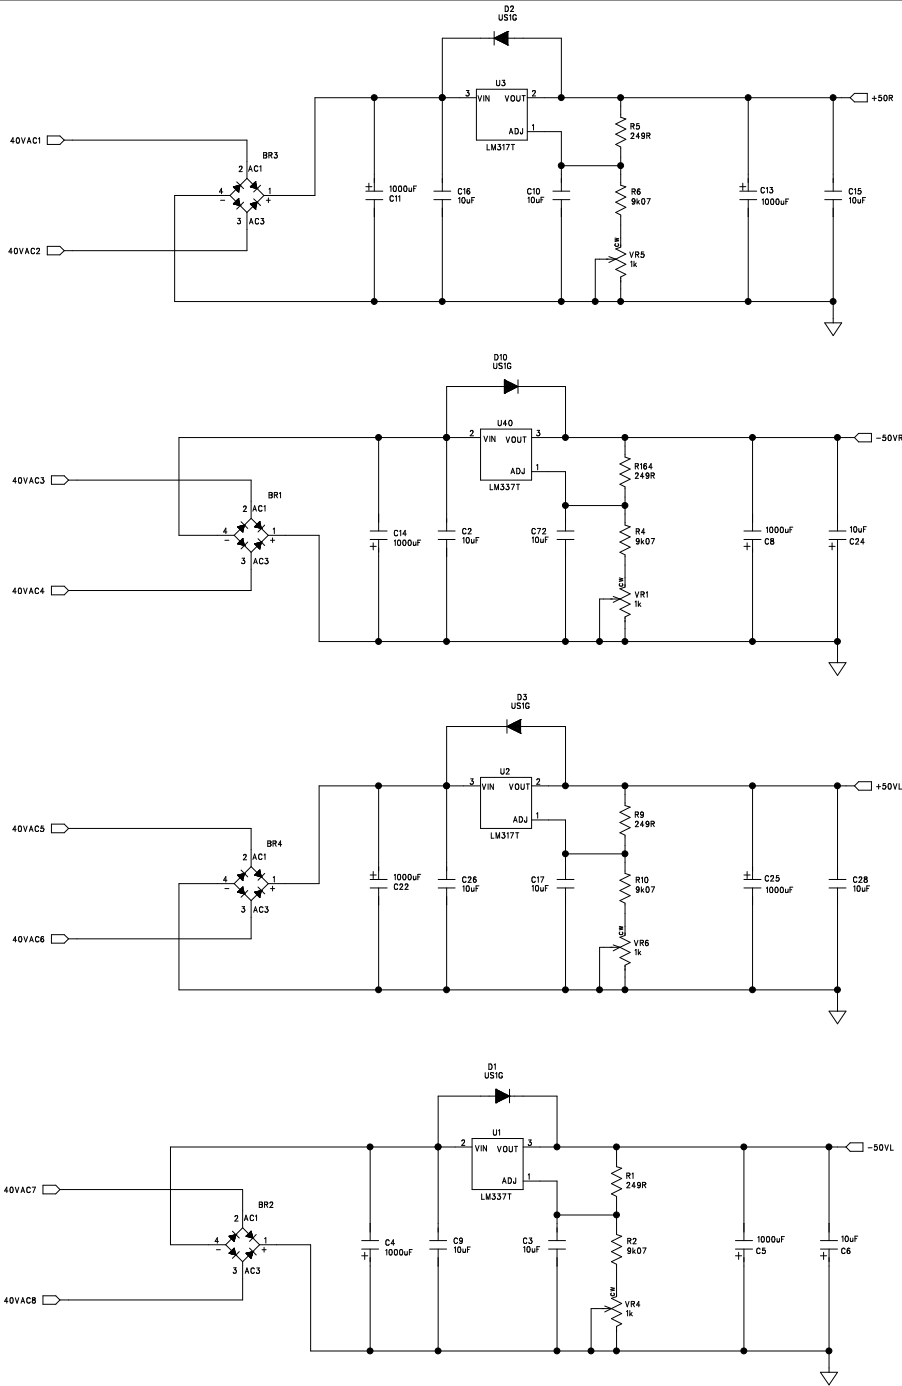 D2
US1G
U3
3 VIN VOUT 2
ADJ 1
LM317T
+50R
R5
249R
40VAC1
BR3
2 AC1
4 1
- +
3 AC3
1000uF
C11
C16
10uF
C10
10uF
R6
9k07
C13
1000uF
C15
10uF
40VAC2
CW
VR5
1k
D10
US1G
U40
2 VIN VOUT 3
ADJ 1
LM337T
-50VR
R164
249R
40VAC3
BR1
2 AC1
4 1
- +
3 AC3
C14
1000uF
C2
10uF
C72
10uF
R4
9k07
1000uF
C8
10uF
C24
40VAC4
CW
VR1
1k
D3
US1G
U2
3 VIN VOUT 2
ADJ 1
LM317T
+50VL
R9
249R
40VAC5
BR4
2 AC1
4 1
- +
3 AC3
1000uF
C22
C26
10uF
C17
10uF
R10
9k07
C25
1000uF
C28
10uF
40VAC6
CW
VR6
1k
D1
US1G
U1
2 VIN VOUT 3
ADJ 1
LM337T
-50VL
R1
249R
40VAC7
BR2
2 AC1
4 1
- +
3 AC3
C4
1000uF
C9
10uF
C3
10uF
R2
9k07
1000uF
C5
10uF
C6
40VAC8
CW
VR4
1k